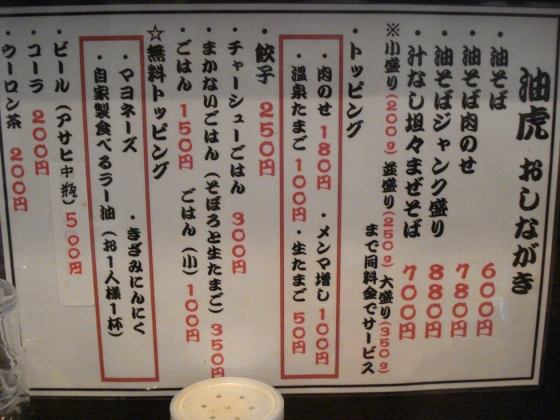 油虎 おしながき
・油そば 600円
・油そば肉のせ 780円
・油そばジャンク盛り 880円
・汁なし坦々まぜそば 700円
※小盛り(200g)並盛り(250g)大盛り(350g)
まで同料金でサービス
・トッピング
・肉のせ 180円 ・メンマ増し 100円
・温泉たまご 100円 ・生たまご 50円
・餃子 250円
・チャーシューごはん 300円
・まかないごはん(そぼろと生たまご) 350円
・ごはん 150円 ごはん(小) 100円
☆無料トッピング
・マヨネーズ ・きざみにんにく
・自家製食べるラー油(お1人様1杯)
・ビール(アサヒ中瓶) 500円
・コーラ 200円
・ウーロン茶 200円